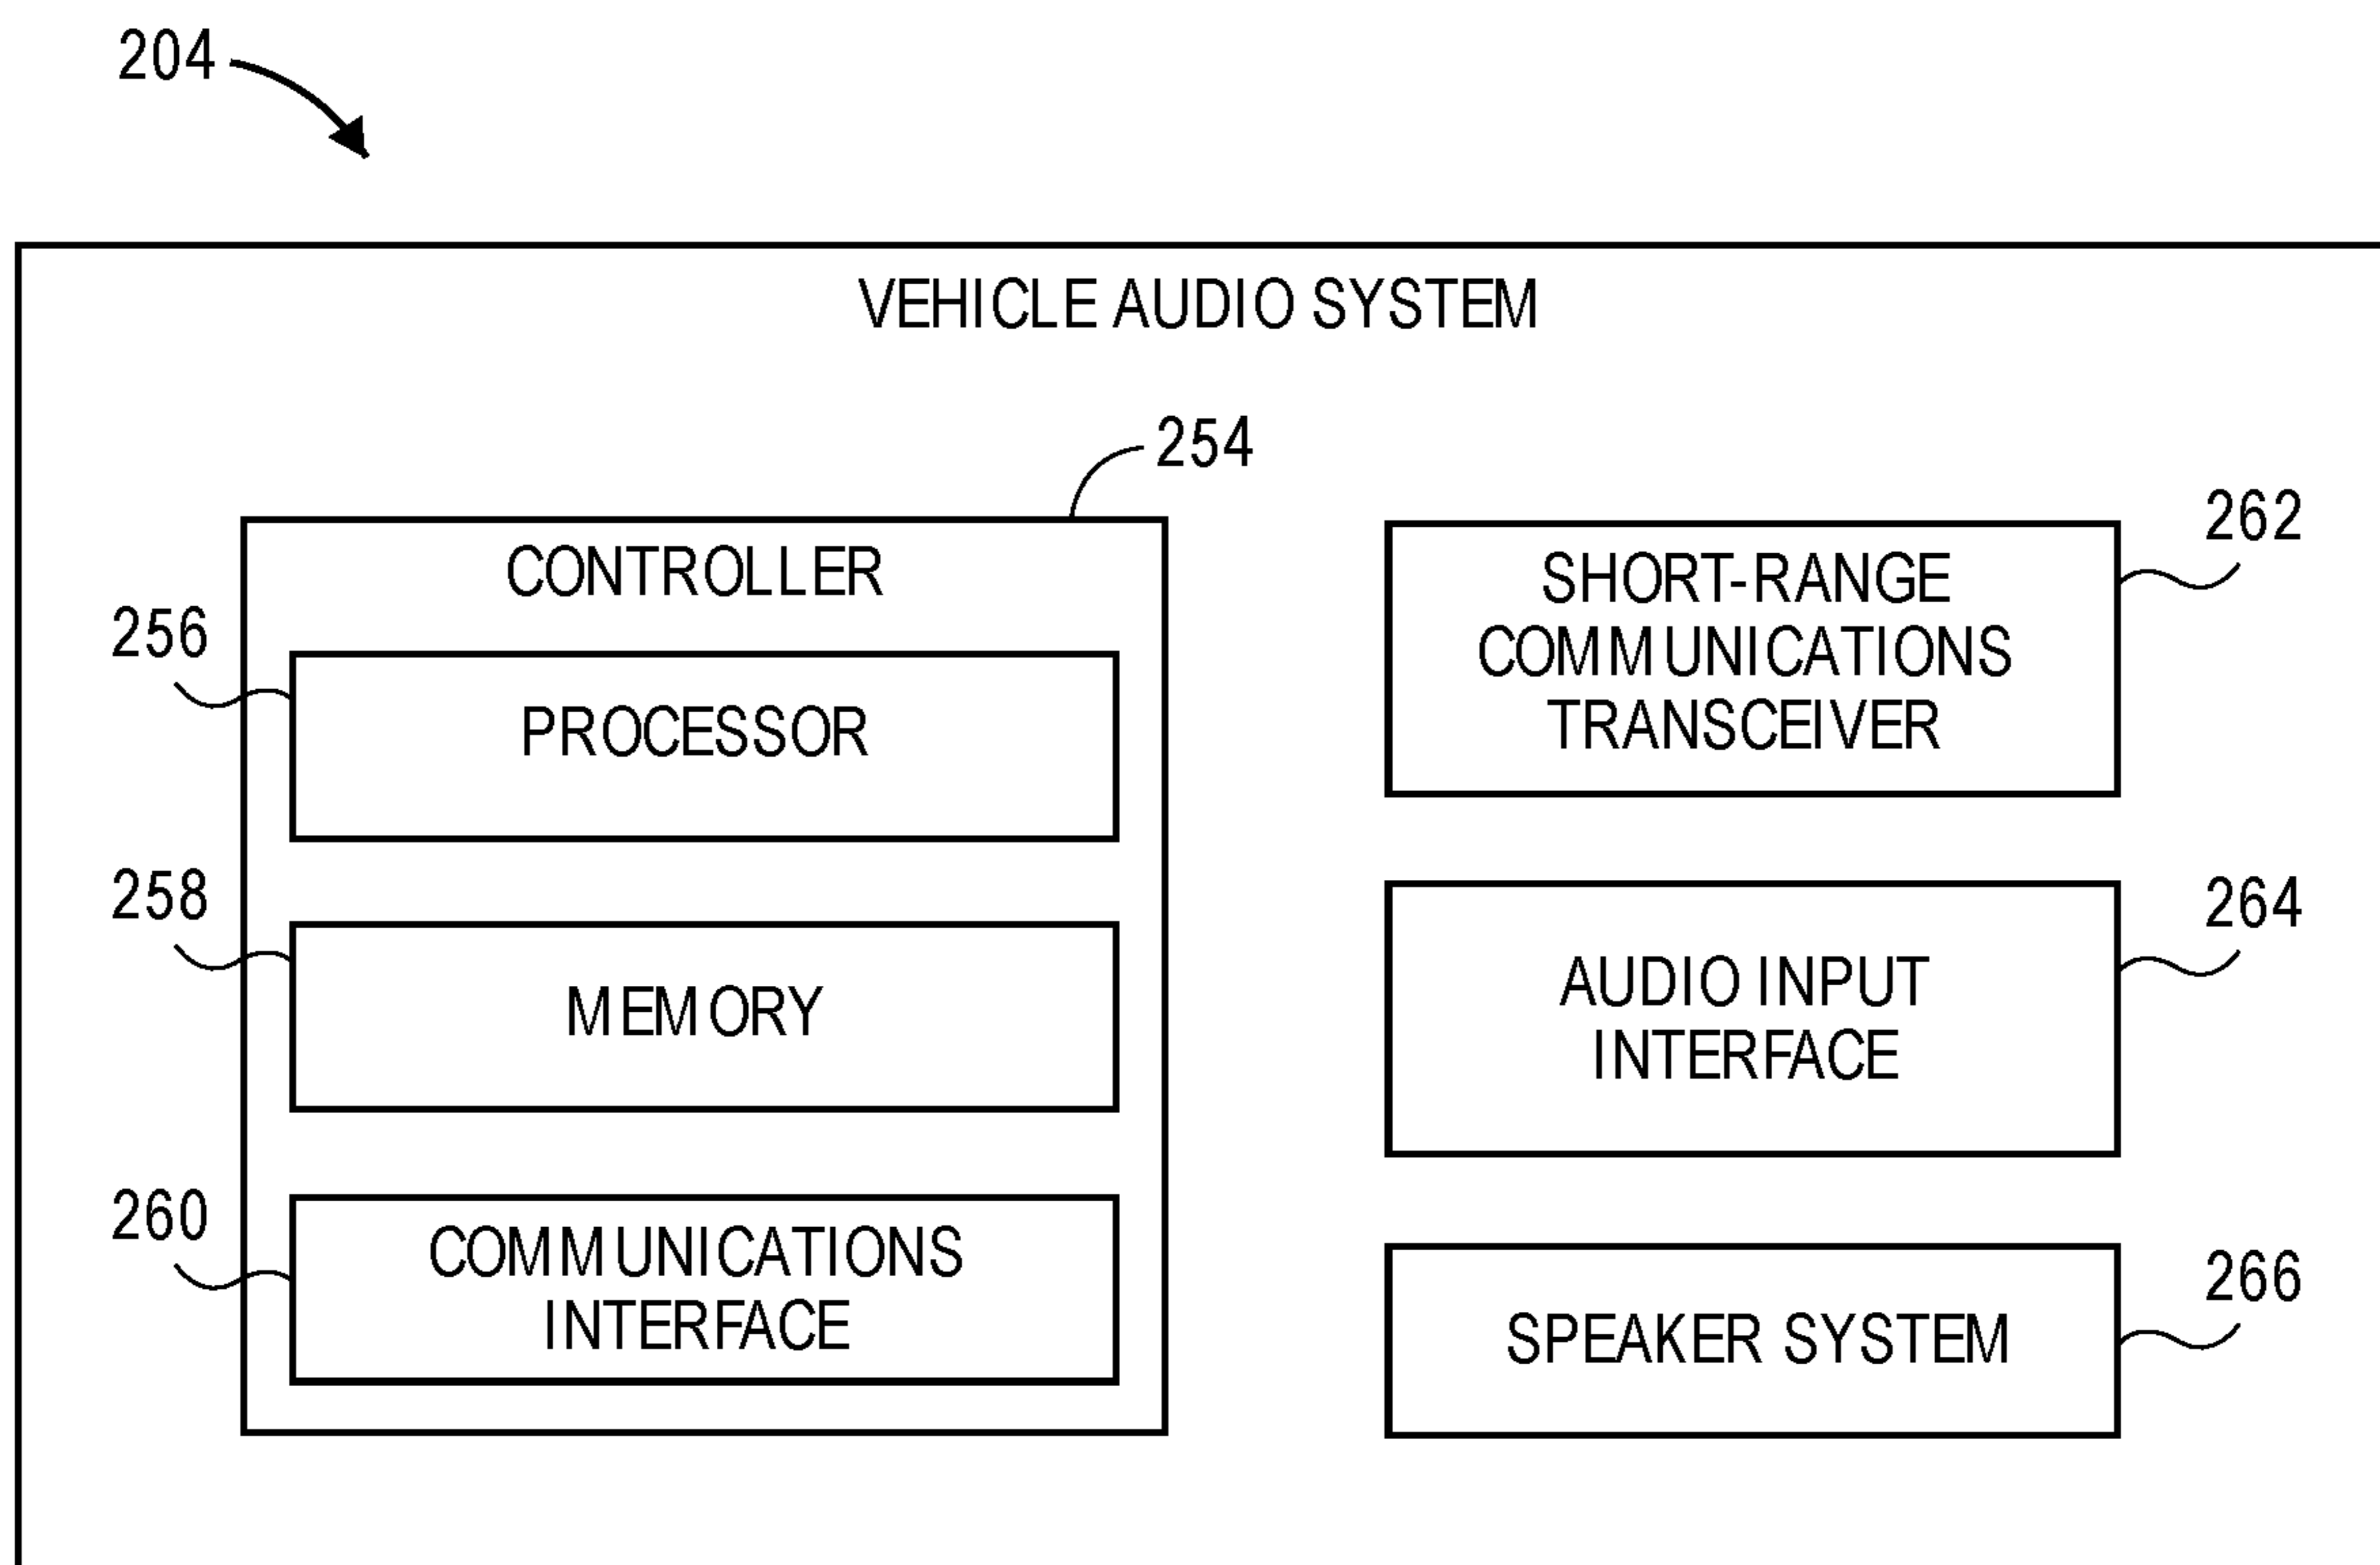 204
VEHICLE AUDIO SYSTEM
254
CONTROLLER
256
PROCESSOR
258
MEMORY
260
COMMUNICATIONS
INTERFACE
262
SHORT-RANGE
COMMUNICATIONS
TRANSCEIVER
264
AUDIO INPUT
INTERFACE
266
SPEAKER SYSTEM